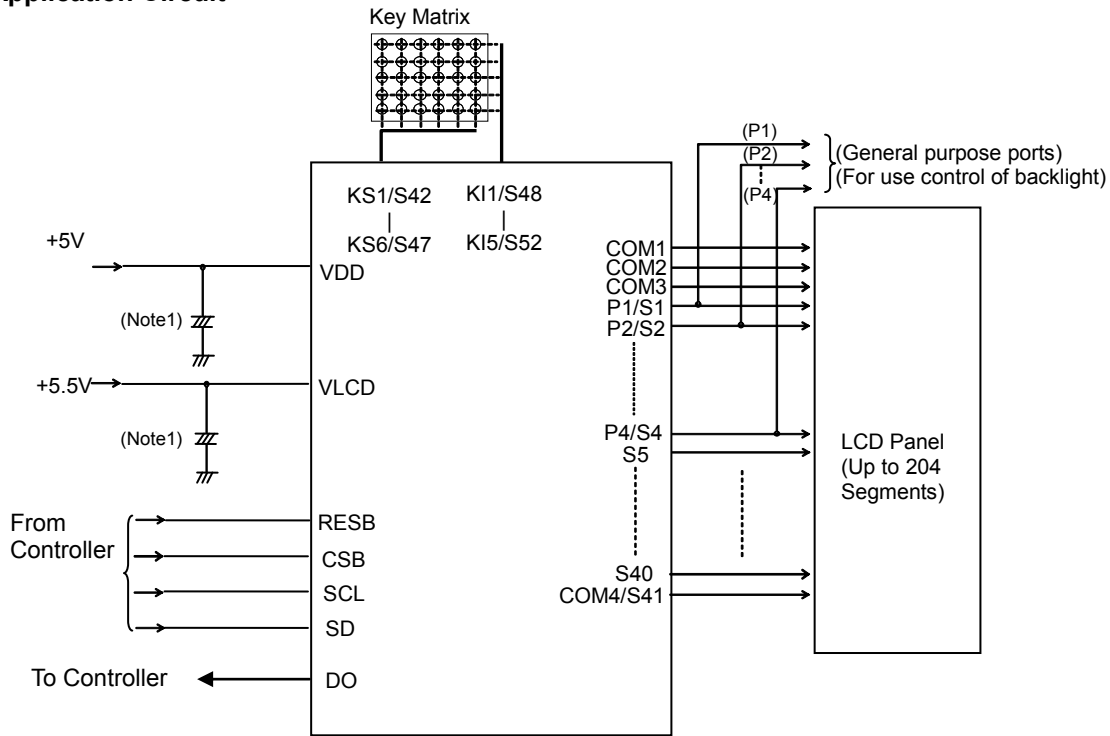 Application Circuit
Key Matrix
(P1)
(P2)
(P4)
(General purpose ports)
(For use control of backlight)
KS1/S42
KS6/S47
KI1/S48
KI5/S52
+5V
VDD
(Note1)
+5.5V
VLCD
(Note1)
COM1
COM2
COM3
P1/S1
P2/S2
P4/S4
S5
S40
COM4/S41
LCD Panel
(Up to 204
Segments)
From
Controller
RESB
CSB
SCL
SD
To Controller
DO